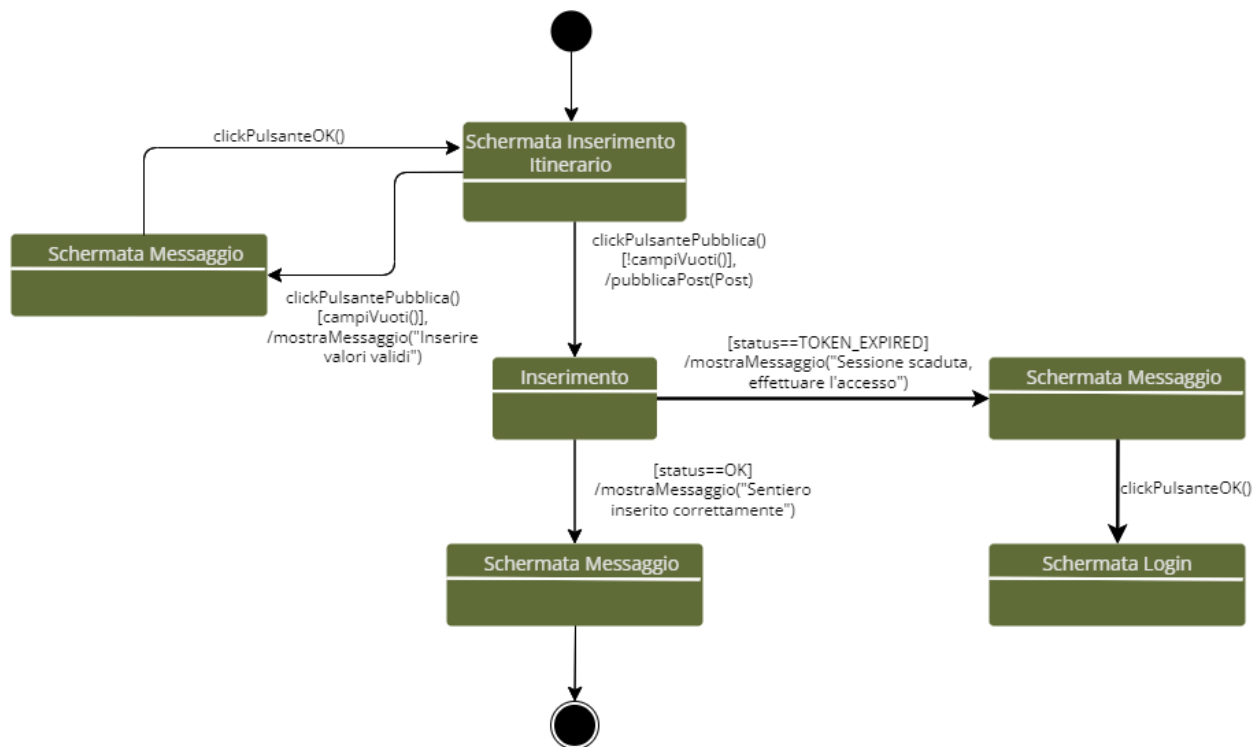 clickPulsanteOK()
Schermata Inserimento
Itinerario
Schermata Messaggio
clickPulsantePubblica()
[!campiVuoti()],
/pubblicaPost(Post)
clickPulsantePubblica()
[campiVuoti()],
/mostraMessaggio("Inserire
valori validi")
[status==TOKEN_EXPIRED]
/mostraMessaggio("Sessione scaduta,
effettuare l'accesso")
Inserimento
Schermata Messaggio
[status==OK]
/mostraMessaggio("Sentiero
inserito correttamente")
clickPulsanteOK()
Schermata Messaggio
Schermata Login